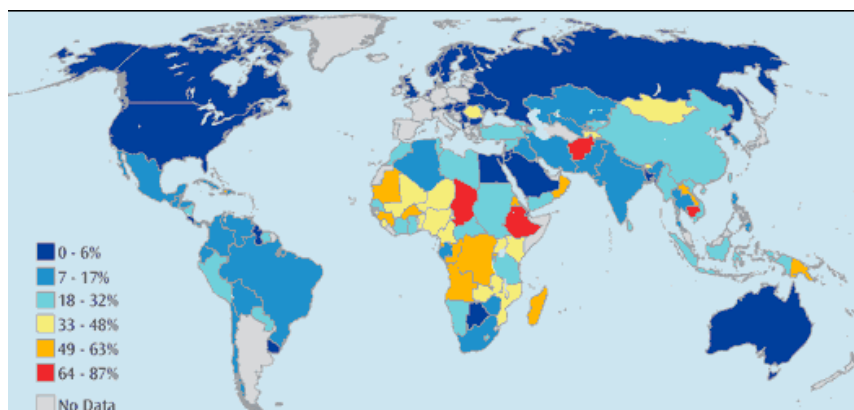 0 - 6%
7 - 17%
18 - 32%
33 - 48%
49 - 63%
64 - 87%
No Data